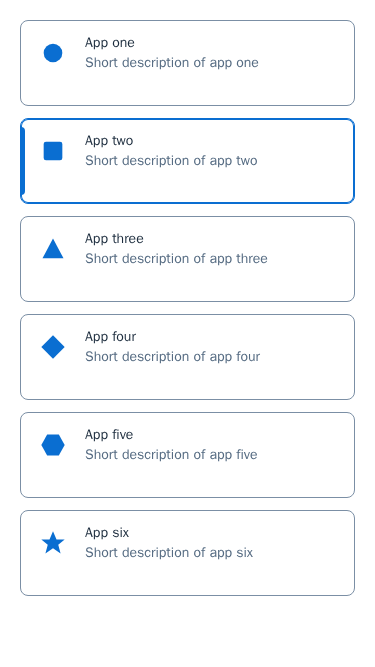 App one
Short description of app one
App two
Short description of app two
App three
Short description of app three
App four
Short description of app four
App five
Short description of app five
App six
Short description of app six